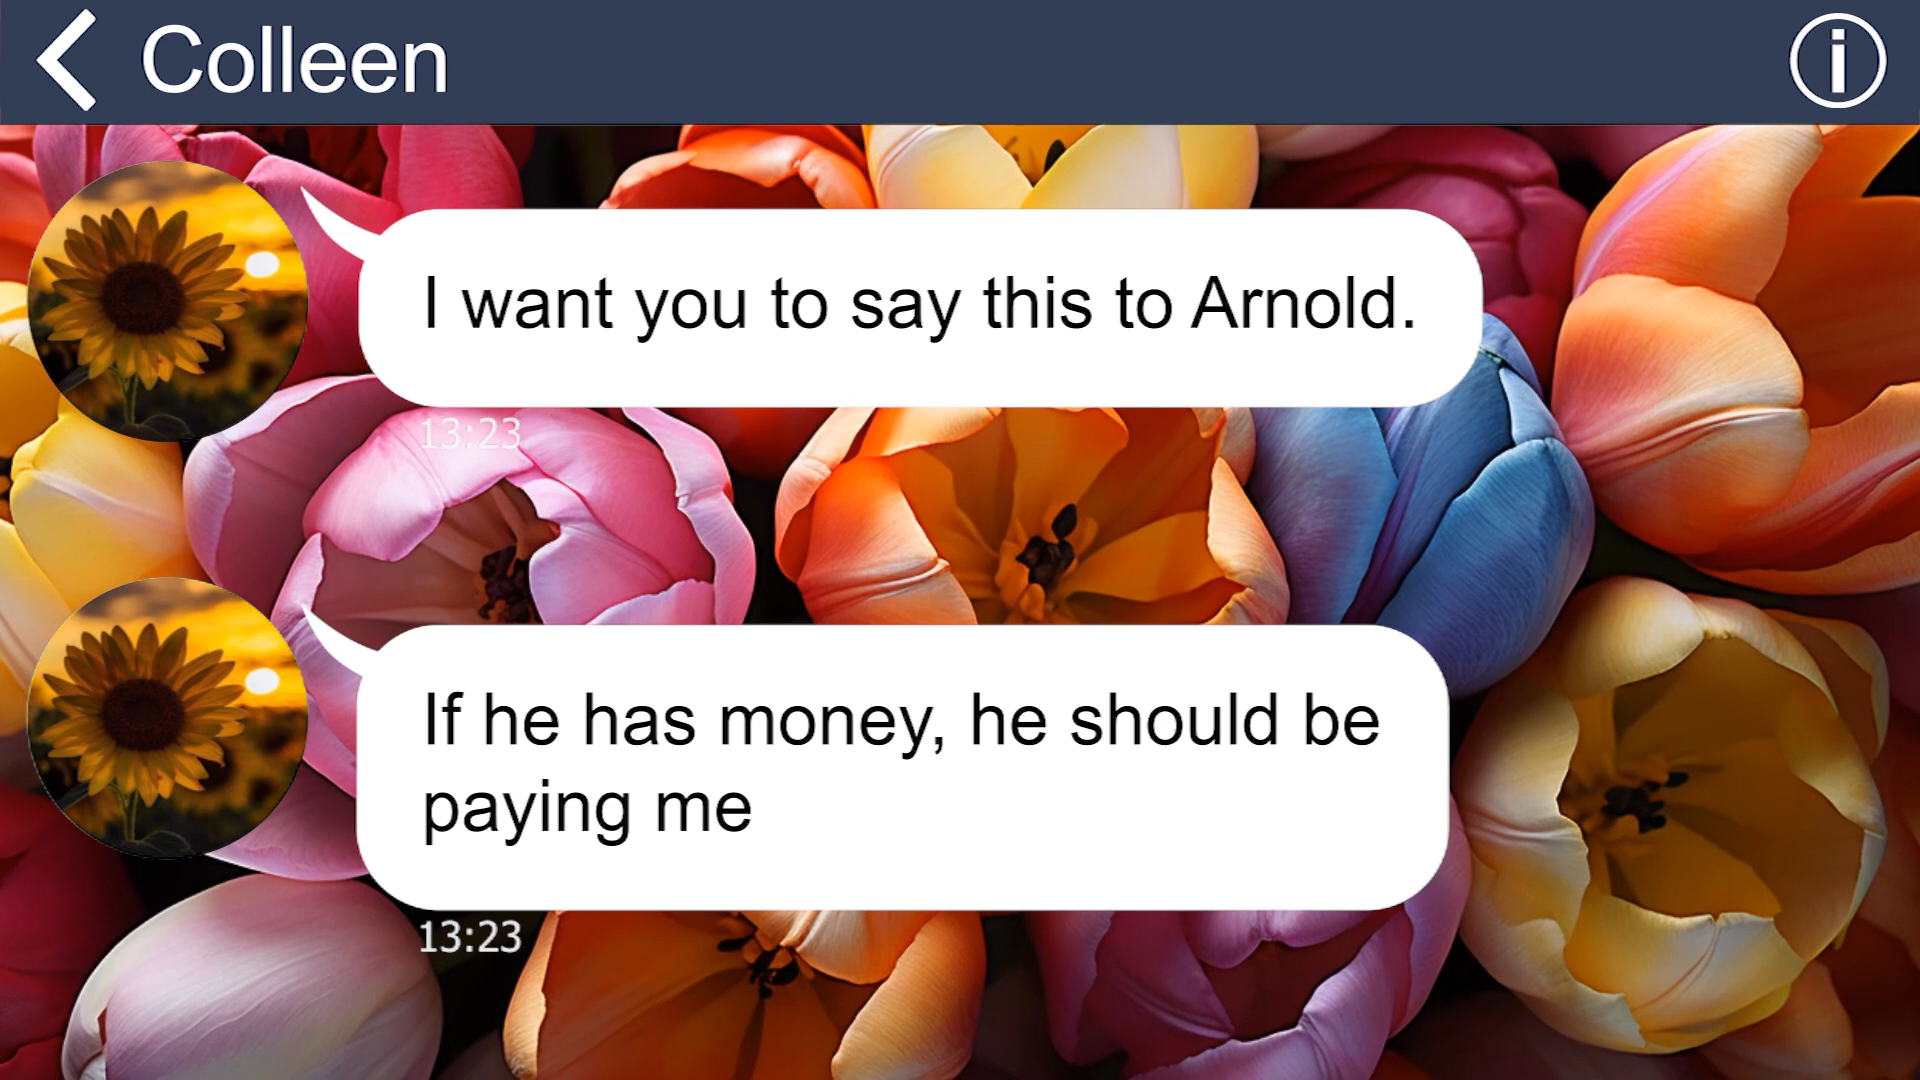 Colleen
I want you to say this to Arnold.
13:23
If he has money, he should be
paying me
13:23